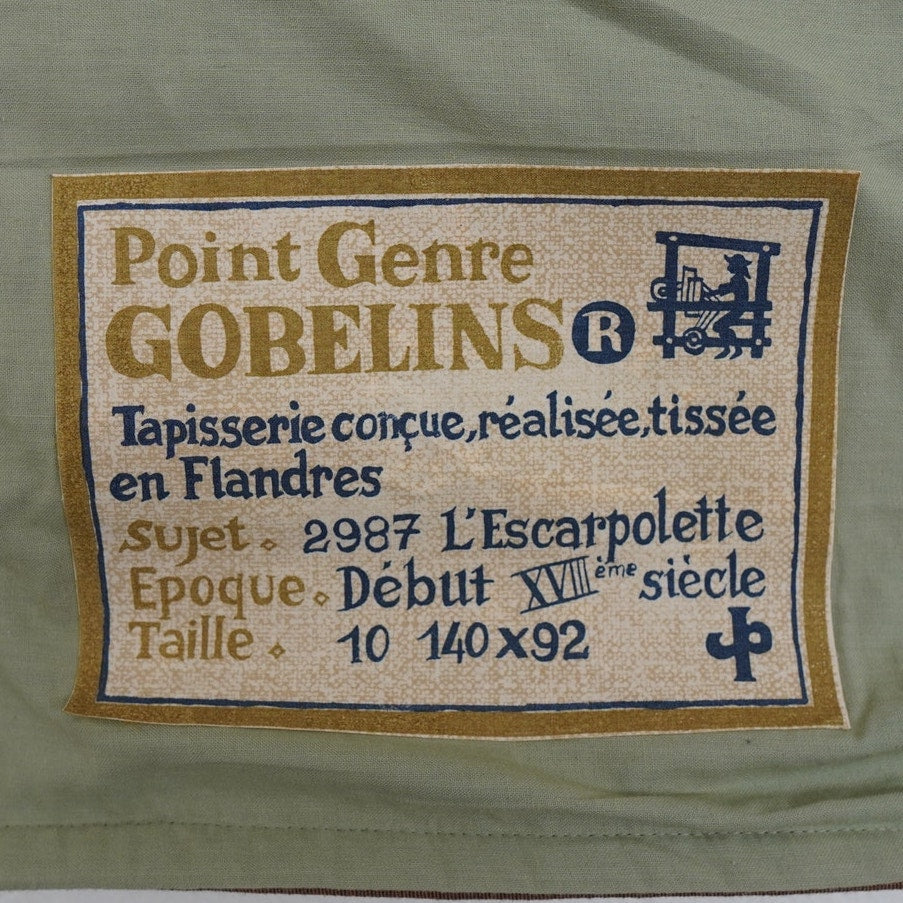 Point Genre
GOBELINS ®
Tapisserie conçue, réalisée, tissée
en Flandres
Sujet . 2987 L'Escarpolette
Epoque . Début XVIIIème siècle
Taille . 10 140x92
JP